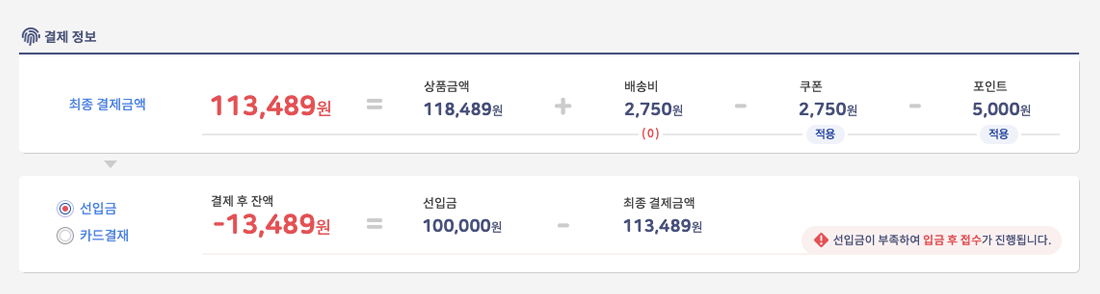 결제 정보
최종 결제금액
113,489원
=
상품금액
118,489원
+
배송비
2,750원
(0)
-
쿠폰
2,750원
적용
-
포인트
5,000원
적용
선입금
카드결재
결제 후 잔액
-13,489원
=
선입금
100,000원
-
최종 결제금액
113,489원
선입금이 부족하여 입금 후 접수가 진행됩니다.